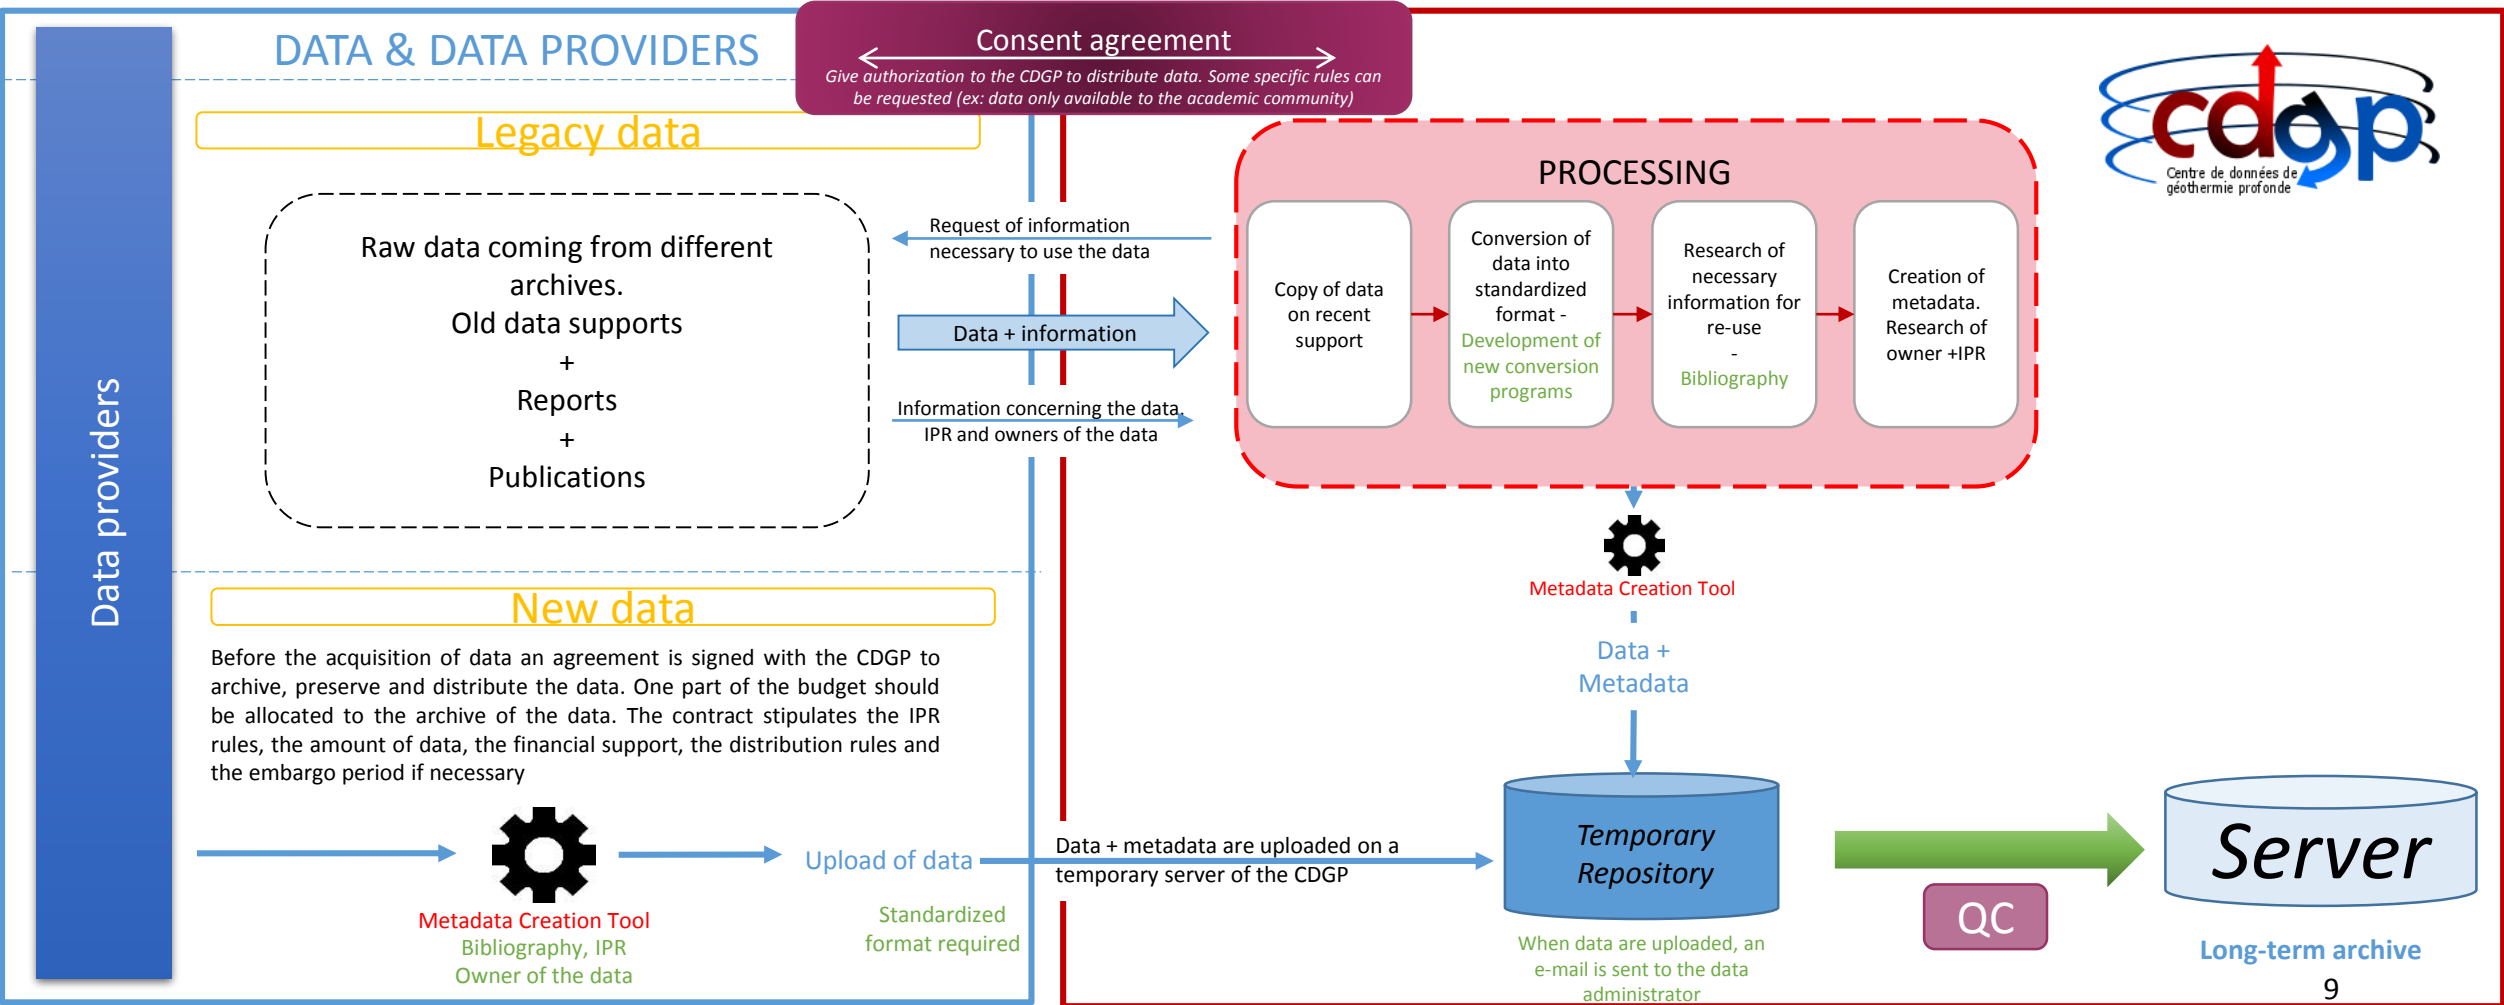 DATA & DATA PROVIDERS
Consent agreement
Give authorization to the CDGP to distribute data. Some specific rules can
be requested (ex: data only available to the academic community)
cdgp
Centre de données de
géothermie profonde
Data providers
Legacy data
Raw data coming from different
archives.
Old data supports
+
Reports
+
Publications
Request of information
necessary to use the data
Data + information
Information concerning the data.
IPR and owners of the data
PROCESSING
Copy of data
on recent
support
Conversion of
data into
standardized
format -
Development of
new conversion
programs
Research of
necessary
information for
re-use
-
Bibliography
Creation of
metadata.
Research of
owner +IPR
Metadata Creation Tool
Data +
Metadata
New data
Before the acquisition of data an agreement is signed with the CDGP to
archive, preserve and distribute the data. One part of the budget should
be allocated to the archive of the data. The contract stipulates the IPR
rules, the amount of data, the financial support, the distribution rules and
the embargo period if necessary
Metadata Creation Tool
Bibliography, IPR
Owner of the data
Upload of data
Standardized
format required
Data + metadata are uploaded on a
temporary server of the CDGP
Temporary
Repository
When data are uploaded, an
e-mail is sent to the data
administrator
QC
Server
Long-term archive
9